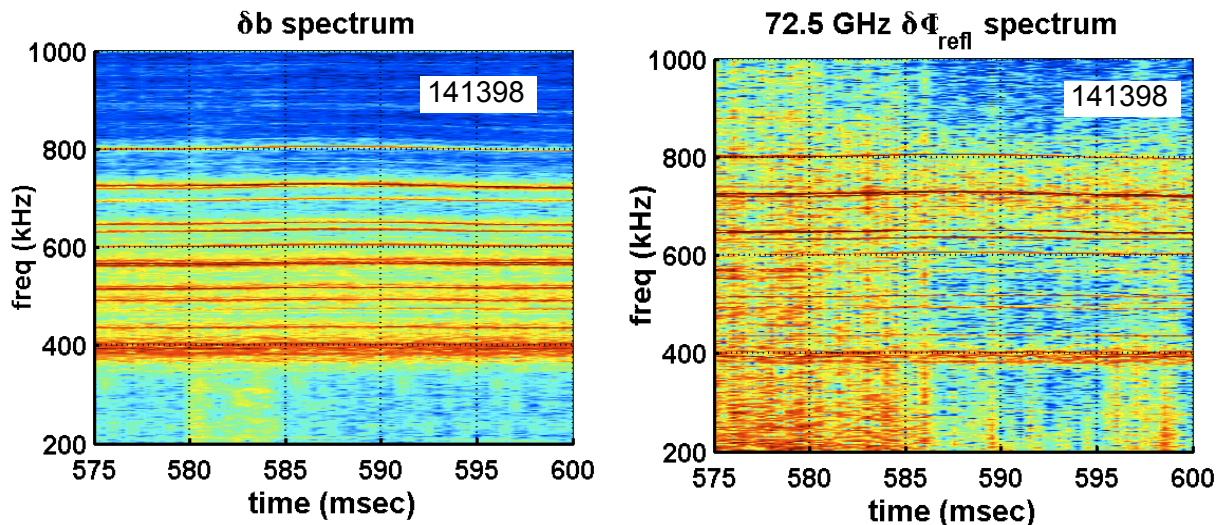 δb spectrum
1000
800
600
400
200
freq (kHz)
141398
575 580 585 590 595 600
time (msec)
72.5 GHz δΦrefl spectrum
1000
800
600
400
200
freq (kHz)
141398
575 580 585 590 595 600
time (msec)